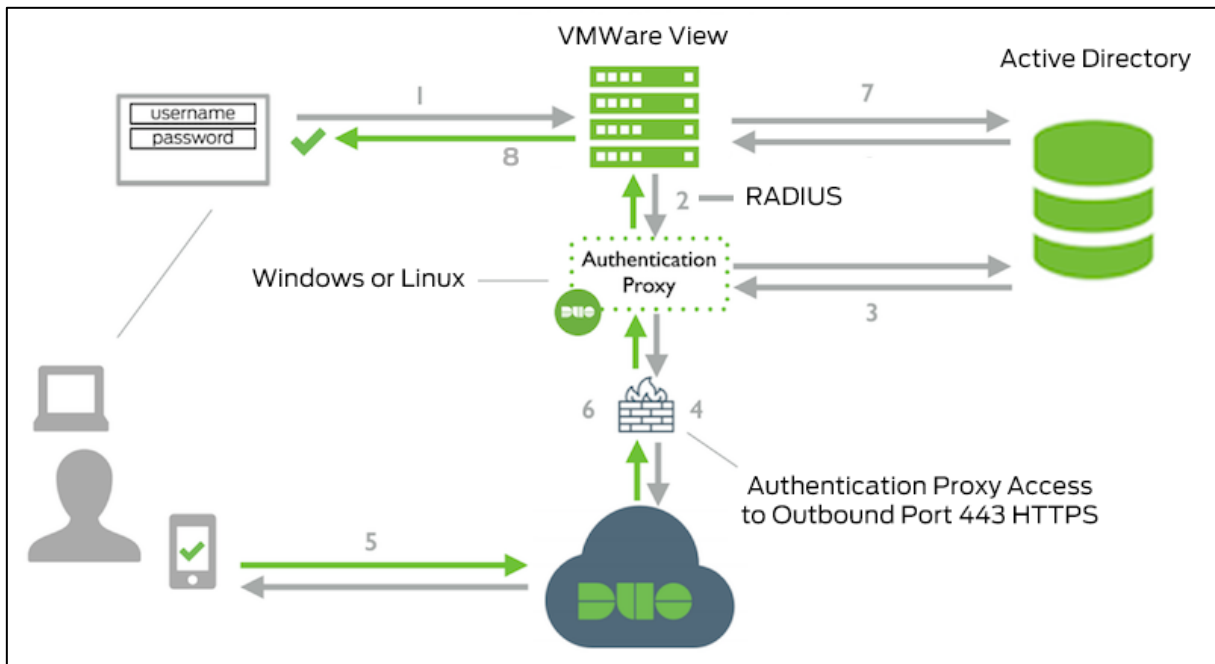 VMWare View
Active Directory
username
password
1
8
7
2
RADIUS
Authentication
Proxy
Windows or Linux
DUO
3
6
4
Authentication Proxy Access
to Outbound Port 443 HTTPS
5
DUO